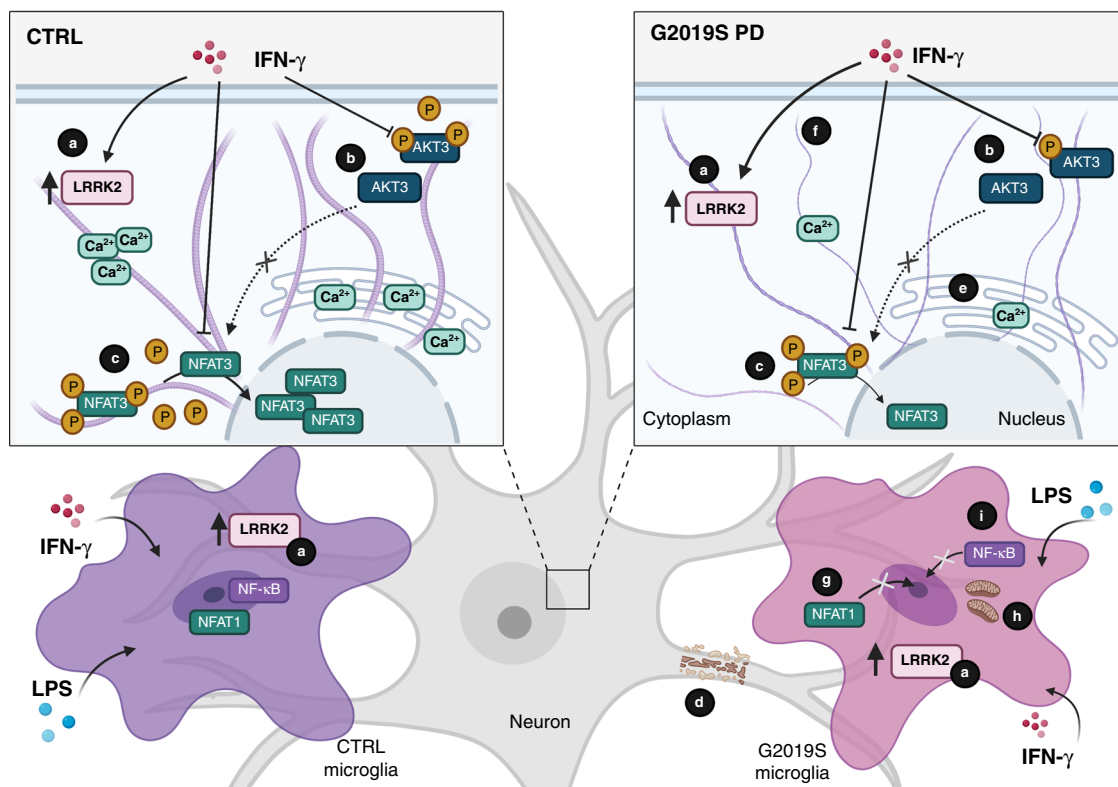 CTRL
IFN-γ
P
P
P
AKT3
a
b
LRRK2
AKT3
Ca²⁺
Ca²⁺
Ca²⁺
Ca²⁺
Ca²⁺
Ca²⁺
c
P
NFAT3
P
P
NFAT3
P
P
P
NFAT3
NFAT3
NFAT3
G2019S PD
IFN-γ
f
b
P
AKT3
a
AKT3
LRRK2
Ca²⁺
e
Ca²⁺
c
P
P
NFAT3
P
Cytoplasm
NFAT3
Nucleus
IFN-γ
LRRK2
a
NF-κB
NFAT1
LPS
CTRL
microglia
Neuron
d
LPS
i
NF-κB
g
NFAT1
h
LRRK2
a
G2019S
microglia
IFN-γ